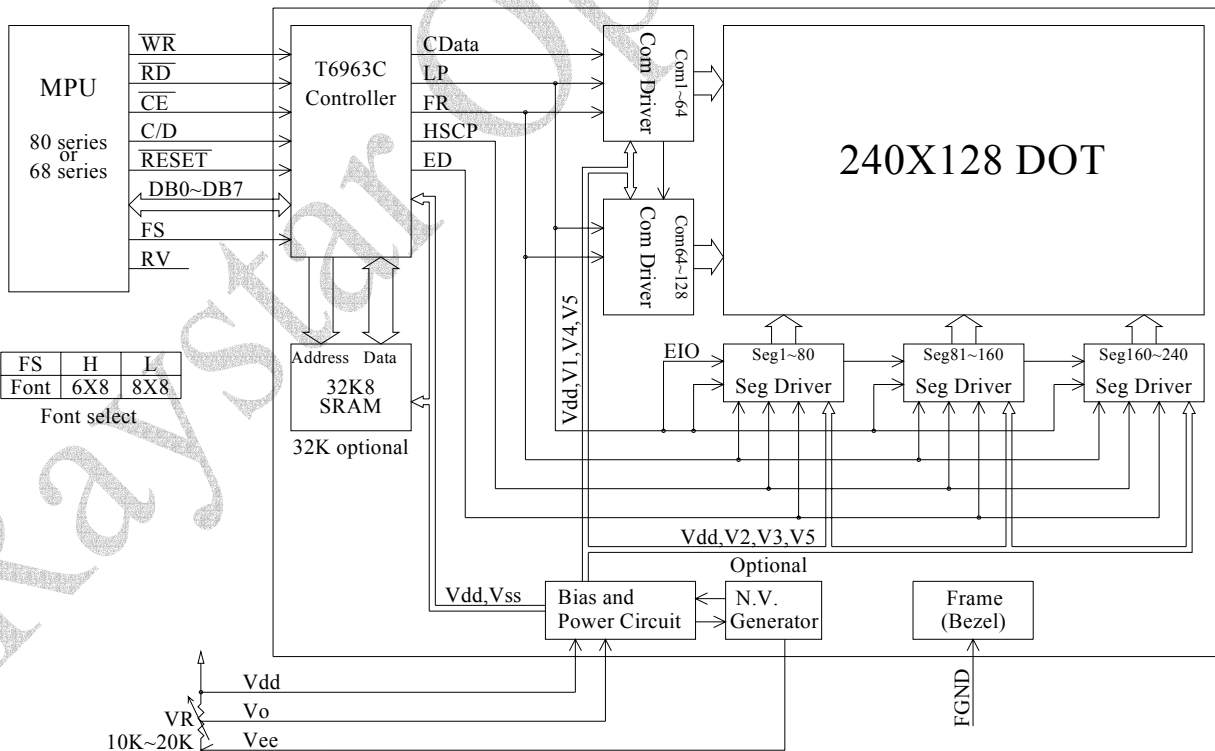 MPU
80 series
or
68 series
WR
RD
CE
C/D
RESET
DB0~DB7
FS
RV
T6963C
Controller
CData
LP
FR
HSCP
ED
Com Driver
Com1~64
Com Driver
Com64~128
240X128 DOT
Address Data
32K8
SRAM
32K optional
FS H L
Font 6X8 8X8
Font select
Vdd,V1,V4,V5
EIO
Seg1~80
Seg Driver
Seg81~160
Seg Driver
Seg160~240
Seg Driver
Vdd,V2,V3,V5
Optional
Vdd,Vss
Bias and
Power Circuit
N.V.
Generator
Frame
(Bezel)
FGND
Vdd
Vo
Vee
VR
10K~20K
Raystar Op